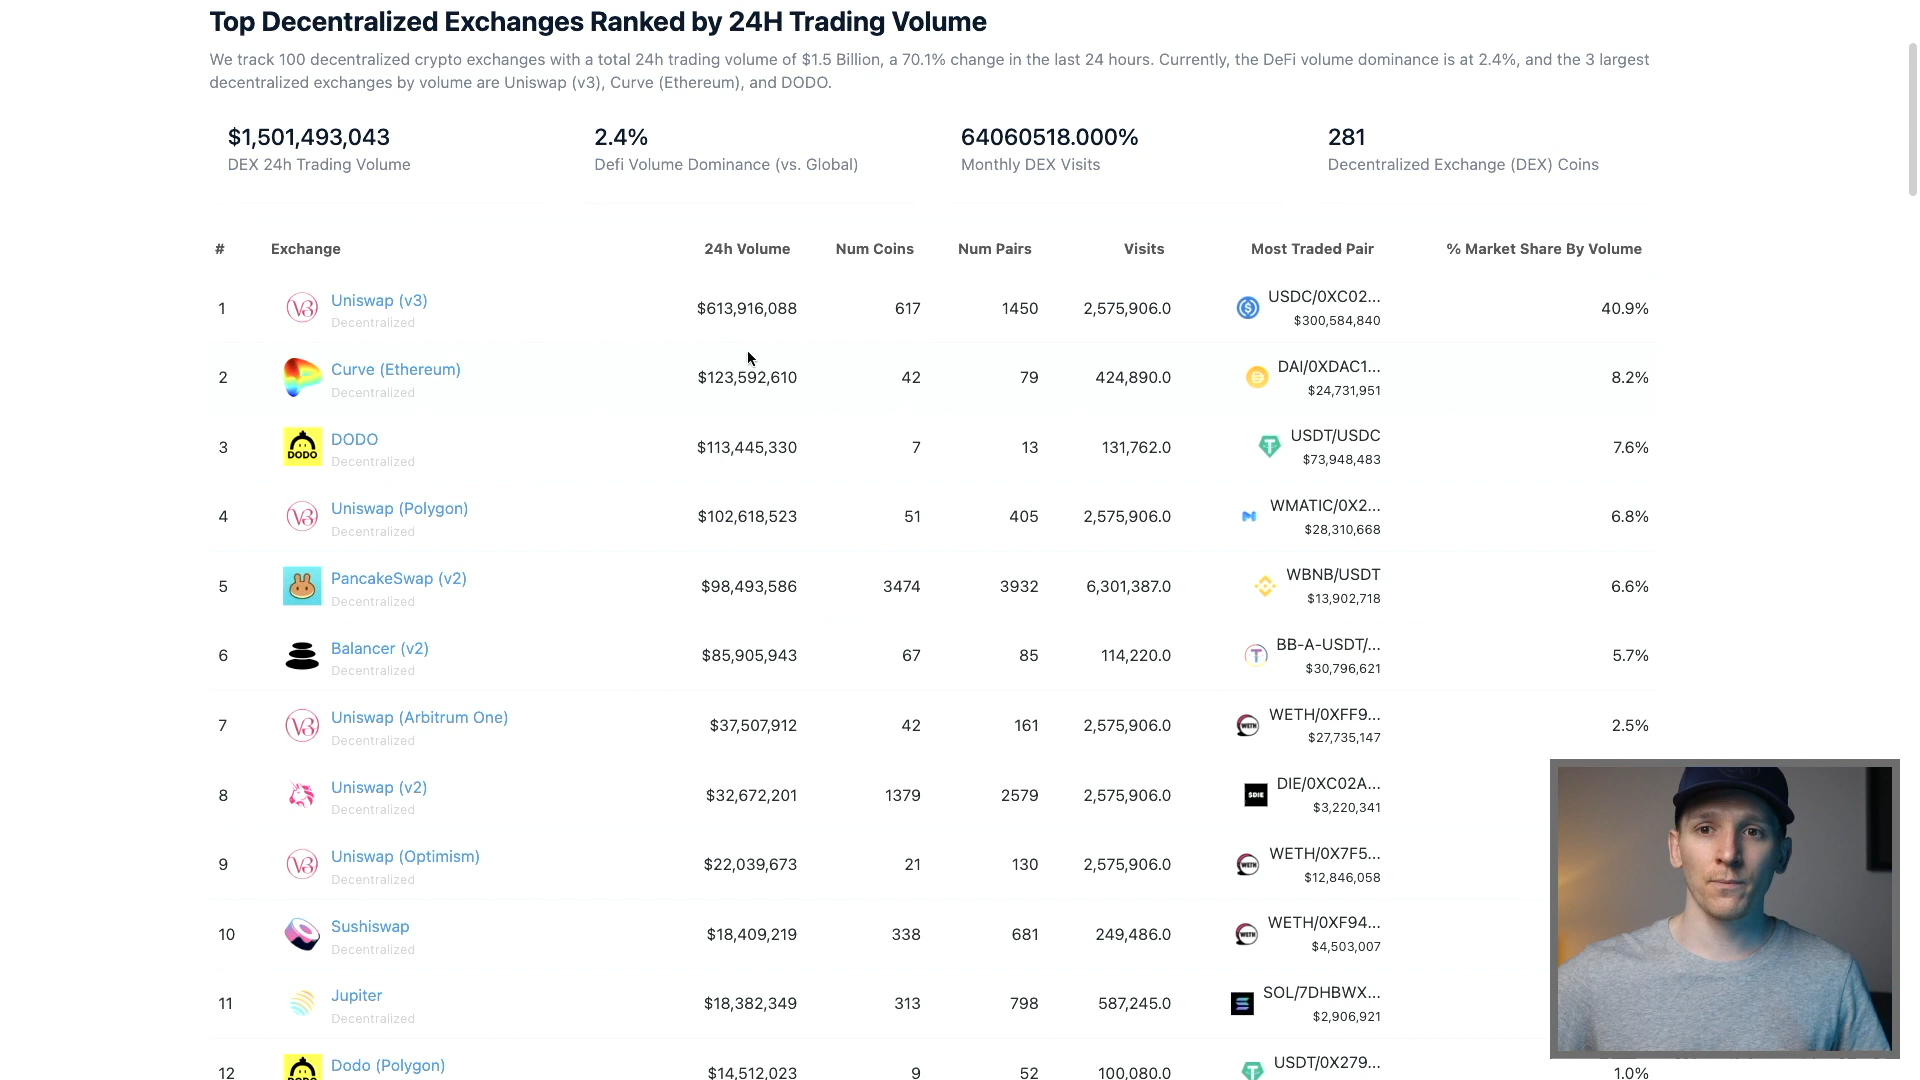 Top Decentralized Exchanges Ranked by 24H Trading Volume
We track 100 decentralized crypto exchanges with a total 24h trading volume of $1.5 Billion, a 70.1% change in the last 24 hours. Currently, the DeFi volume dominance is at 2.4%, and the 3 largest
decentralized exchanges by volume are Uniswap (v3), Curve (Ethereum), and DODO.
$1,501,493,043 2.4% 64060518.000% 281
DEX 24h Trading Volume Defi Volume Dominance (vs. Global) Monthly DEX Visits Decentralized Exchange (DEX) Coins
# Exchange 24h Volume Num Coins Num Pairs Visits Most Traded Pair % Market Share By Volume
1 Uniswap (v3) $613,916,088 617 1450 2,575,906.0 USDC/0XC02... 40.9%
Decentralized $300,584,840
2 Curve (Ethereum) $123,592,610 42 79 424,890.0 DAI/0XDAC1... 8.2%
Decentralized $24,731,951
3 DODO DODO $113,445,330 7 13 131,762.0 USDT/USDC 7.6%
Decentralized $73,948,483
4 Uniswap (Polygon) $102,618,523 51 405 2,575,906.0 WMATIC/0X2... 6.8%
Decentralized $28,310,668
5 PancakeSwap (v2) $98,493,586 3474 3932 6,301,387.0 WBNB/USDT 6.6%
Decentralized $13,902,718
6 Balancer (v2) $85,905,943 67 85 114,220.0 BB-A-USDT/... 5.7%
Decentralized $30,796,621
7 Uniswap (Arbitrum One) $37,507,912 42 161 2,575,906.0 WETH/0XFF9... 2.5%
Decentralized $27,735,147
8 Uniswap (v2) $32,672,201 1379 2579 2,575,906.0 $DIE DIE/0XC02A...
Decentralized $3,220,341
9 Uniswap (Optimism) $22,039,673 21 130 2,575,906.0 WETH/0X7F5...
Decentralized $12,846,058
10 Sushiswap $18,409,219 338 681 249,486.0 WETH/0XF94...
Decentralized $4,503,007
11 Jupiter $18,382,349 313 798 587,245.0 SOL/7DHBWX...
Decentralized $2,906,921
12 Dodo (Polygon) $14,512,023 9 52 100,080.0 USDT/0X279... 1.0%